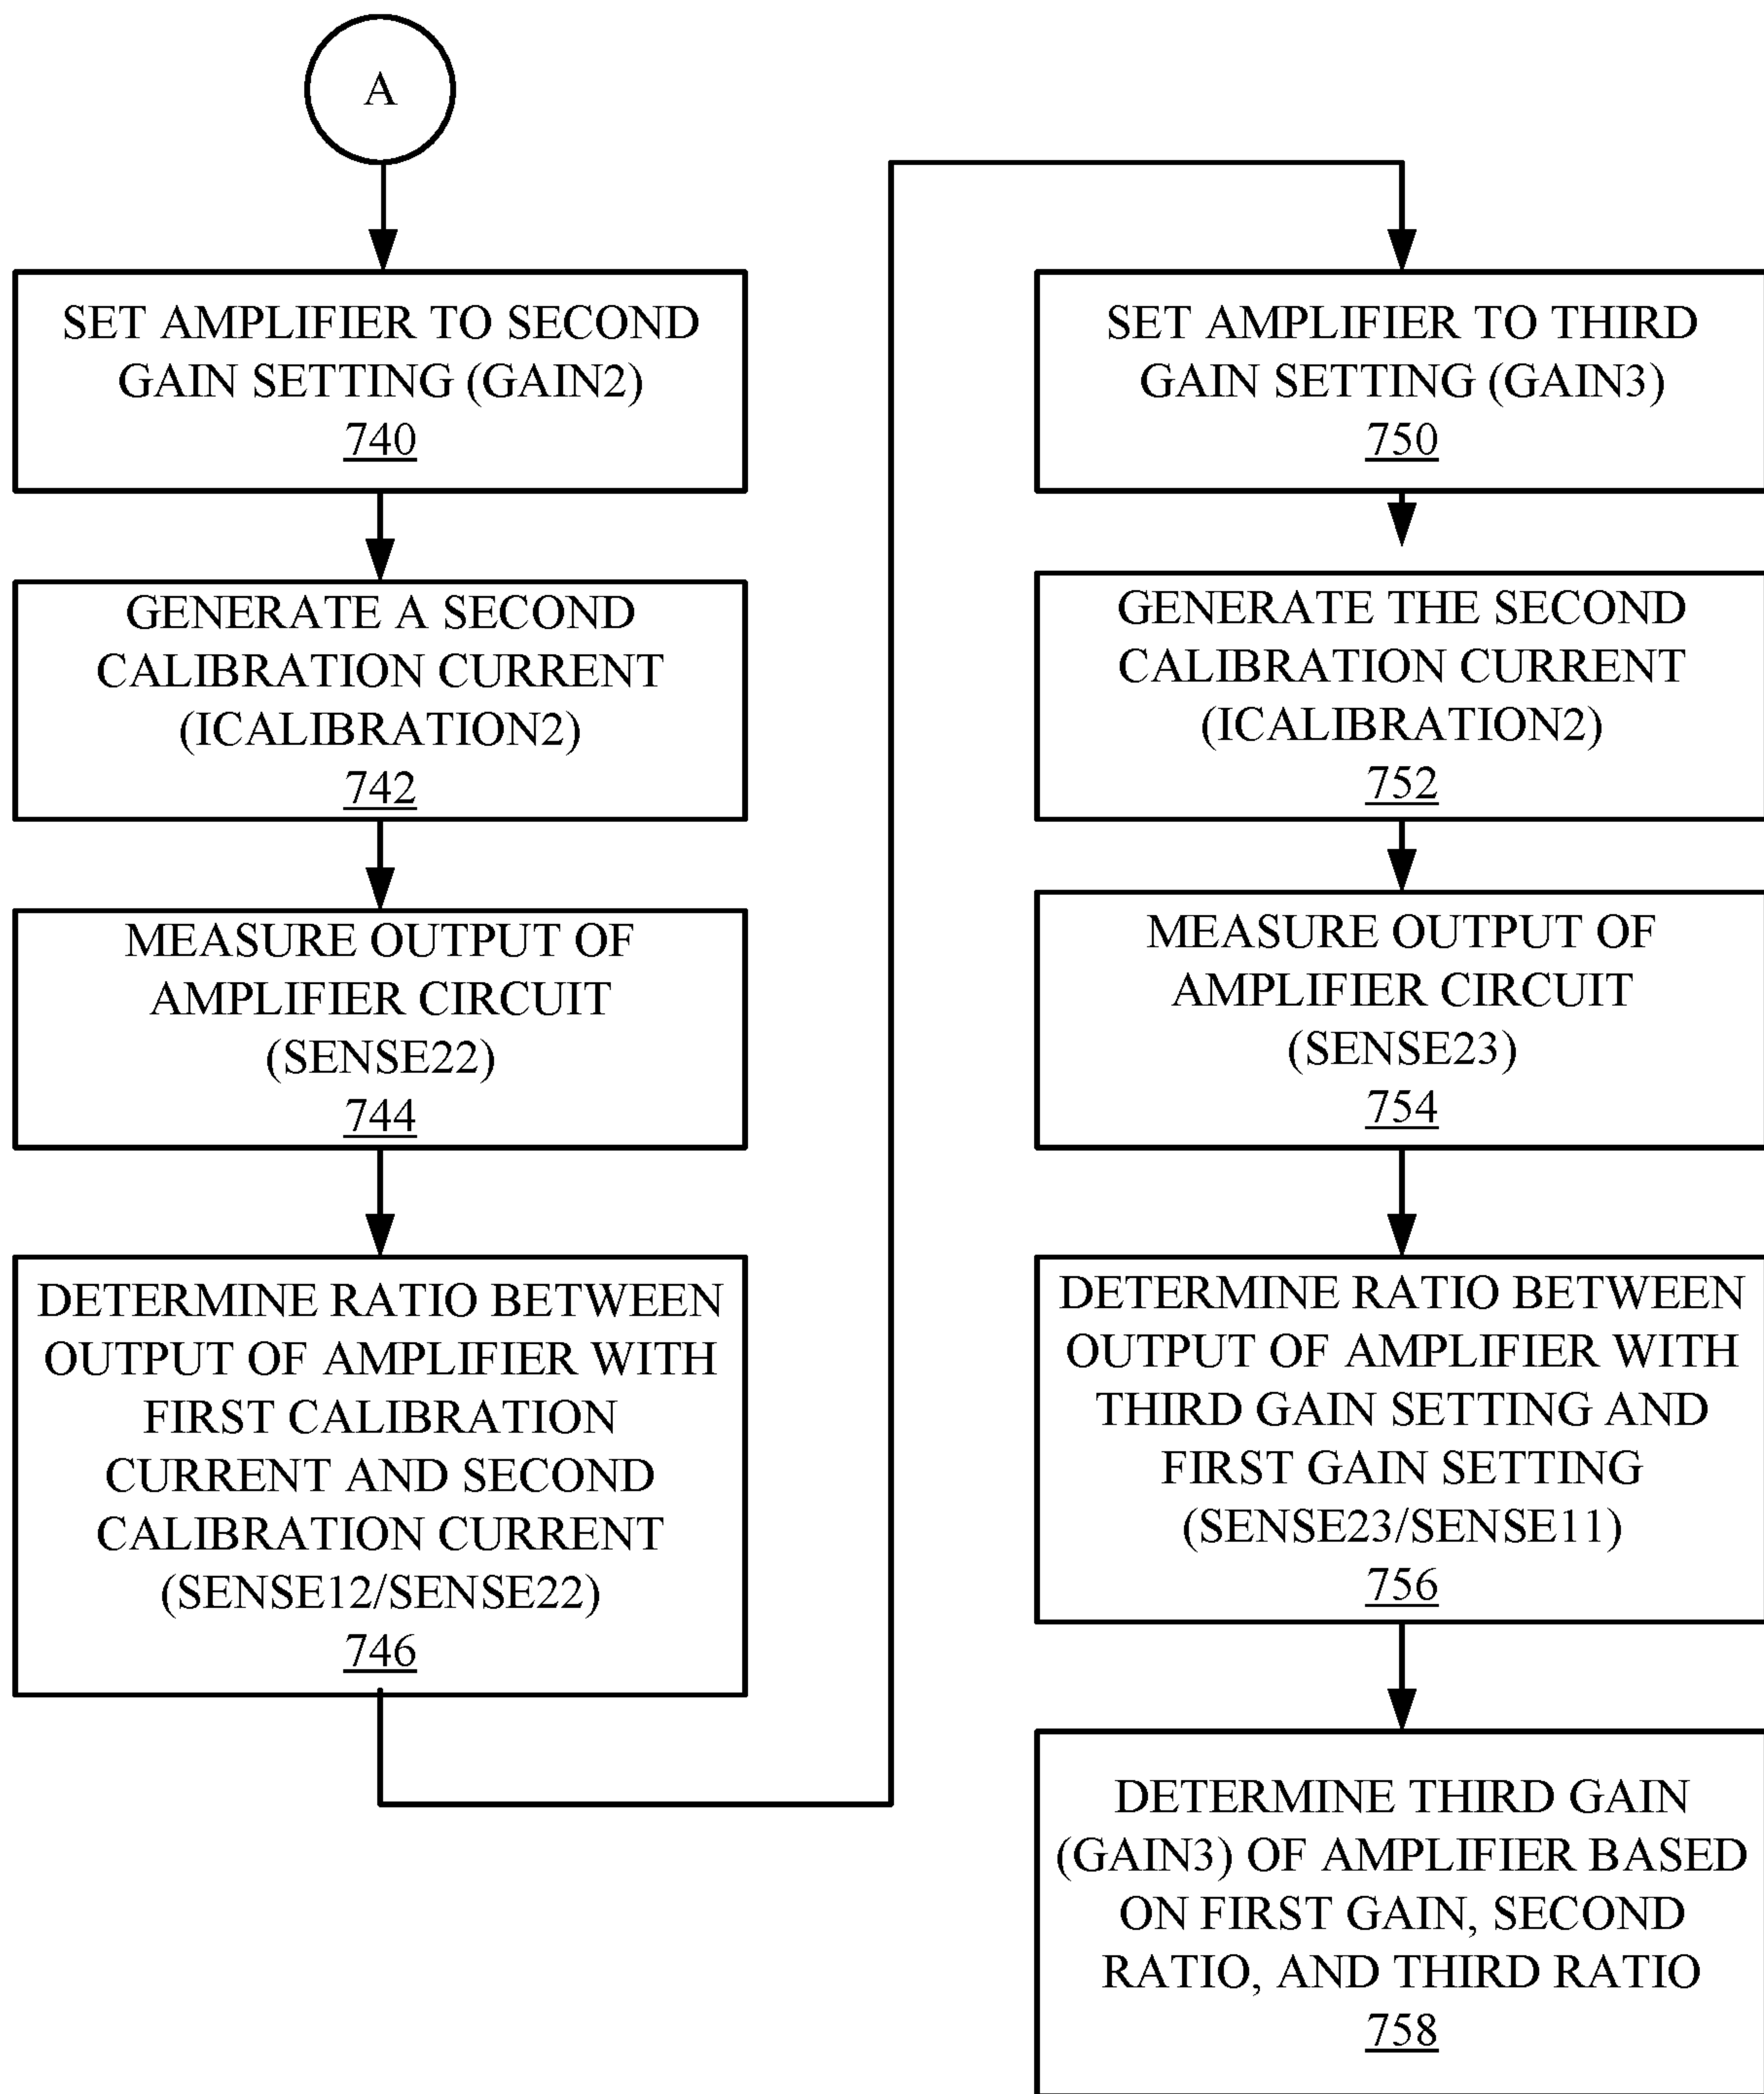 A
SET AMPLIFIER TO SECOND
GAIN SETTING (GAIN2)
740
GENERATE A SECOND
CALIBRATION CURRENT
(ICALIBRATION2)
742
MEASURE OUTPUT OF
AMPLIFIER CIRCUIT
(SENSE22)
744
DETERMINE RATIO BETWEEN
OUTPUT OF AMPLIFIER WITH
FIRST CALIBRATION
CURRENT AND SECOND
CALIBRATION CURRENT
(SENSE12/SENSE22)
746
SET AMPLIFIER TO THIRD
GAIN SETTING (GAIN3)
750
GENERATE THE SECOND
CALIBRATION CURRENT
(ICALIBRATION2)
752
MEASURE OUTPUT OF
AMPLIFIER CIRCUIT
(SENSE23)
754
DETERMINE RATIO BETWEEN
OUTPUT OF AMPLIFIER WITH
THIRD GAIN SETTING AND
FIRST GAIN SETTING
(SENSE23/SENSE11)
756
DETERMINE THIRD GAIN
(GAIN3) OF AMPLIFIER BASED
ON FIRST GAIN, SECOND
RATIO, AND THIRD RATIO
758